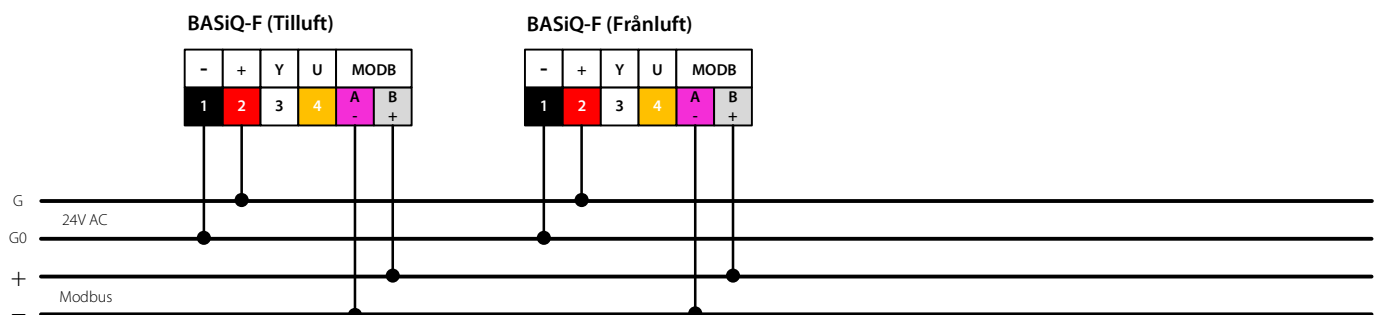 BASiQ-F (Tilluft) BASiQ-F (Frånluft)
- + Y U MODB - + Y U MODB
1 2 3 4 A - B + 1 2 3 4 A - B +
G
24V AC
G0
+
Modbus
-